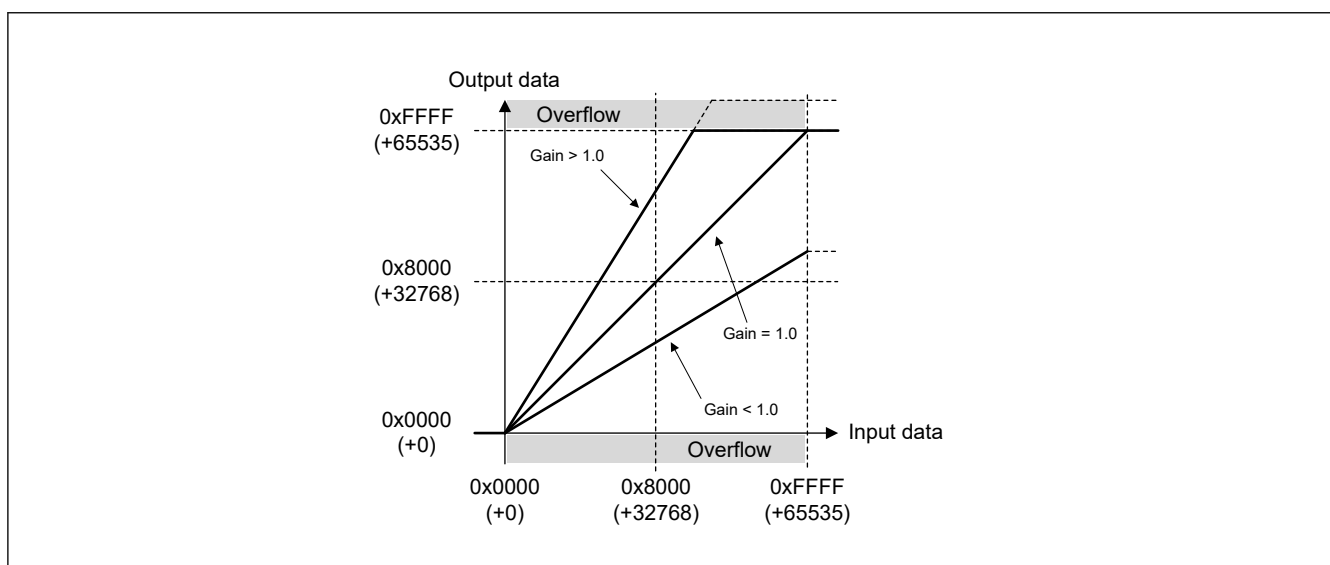 Output data
0xFFFF
(+65535)
Overflow
Gain > 1.0
0x8000
(+32768)
Gain = 1.0
Gain < 1.0
0x0000
(+0)
Input data
Overflow
0x0000
(+0)
0x8000
(+32768)
0xFFFF
(+65535)